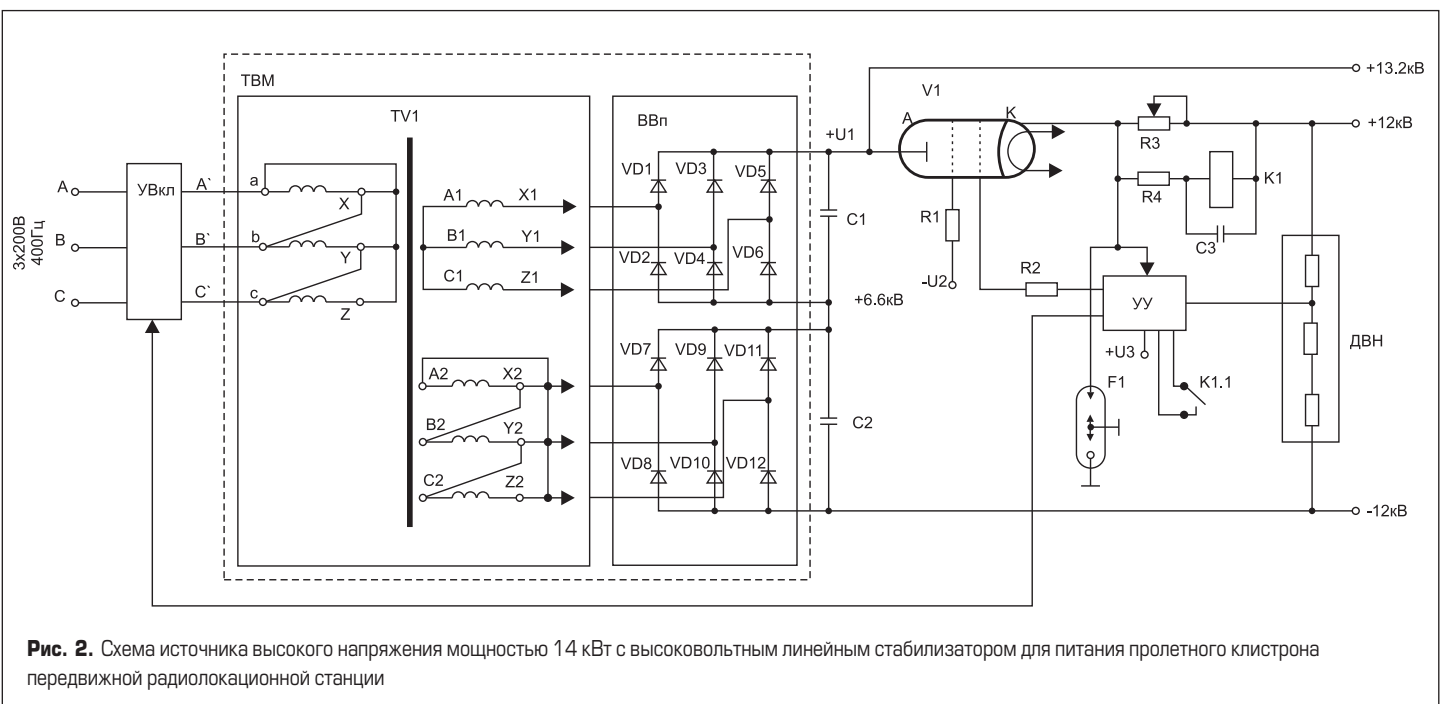 ТВМ
TV1
ВВп
3х200В
400Гц
A
B
C
УВкл
A`
B`
C`
a
X
b
Y
c
Z
A1
X1
B1
Y1
C1
Z1
A2
X2
B2
Y2
C2
Z2
VD1
VD3
VD5
VD2
VD4
VD6
VD7
VD9
VD11
VD8
VD10
VD12
+U1
C1
+6.6кВ
C2
V1
A
K
R1
-U2
R2
+13.2кВ
+12кВ
R3
R4
K1
C3
УУ
+U3
F1
K1.1
ДВН
-12кВ
Рис. 2. Схема источника высокого напряжения мощностью 14 кВт с высоковольтным линейным стабилизатором для питания пролетного клистрона
передвижной радиолокационной станции